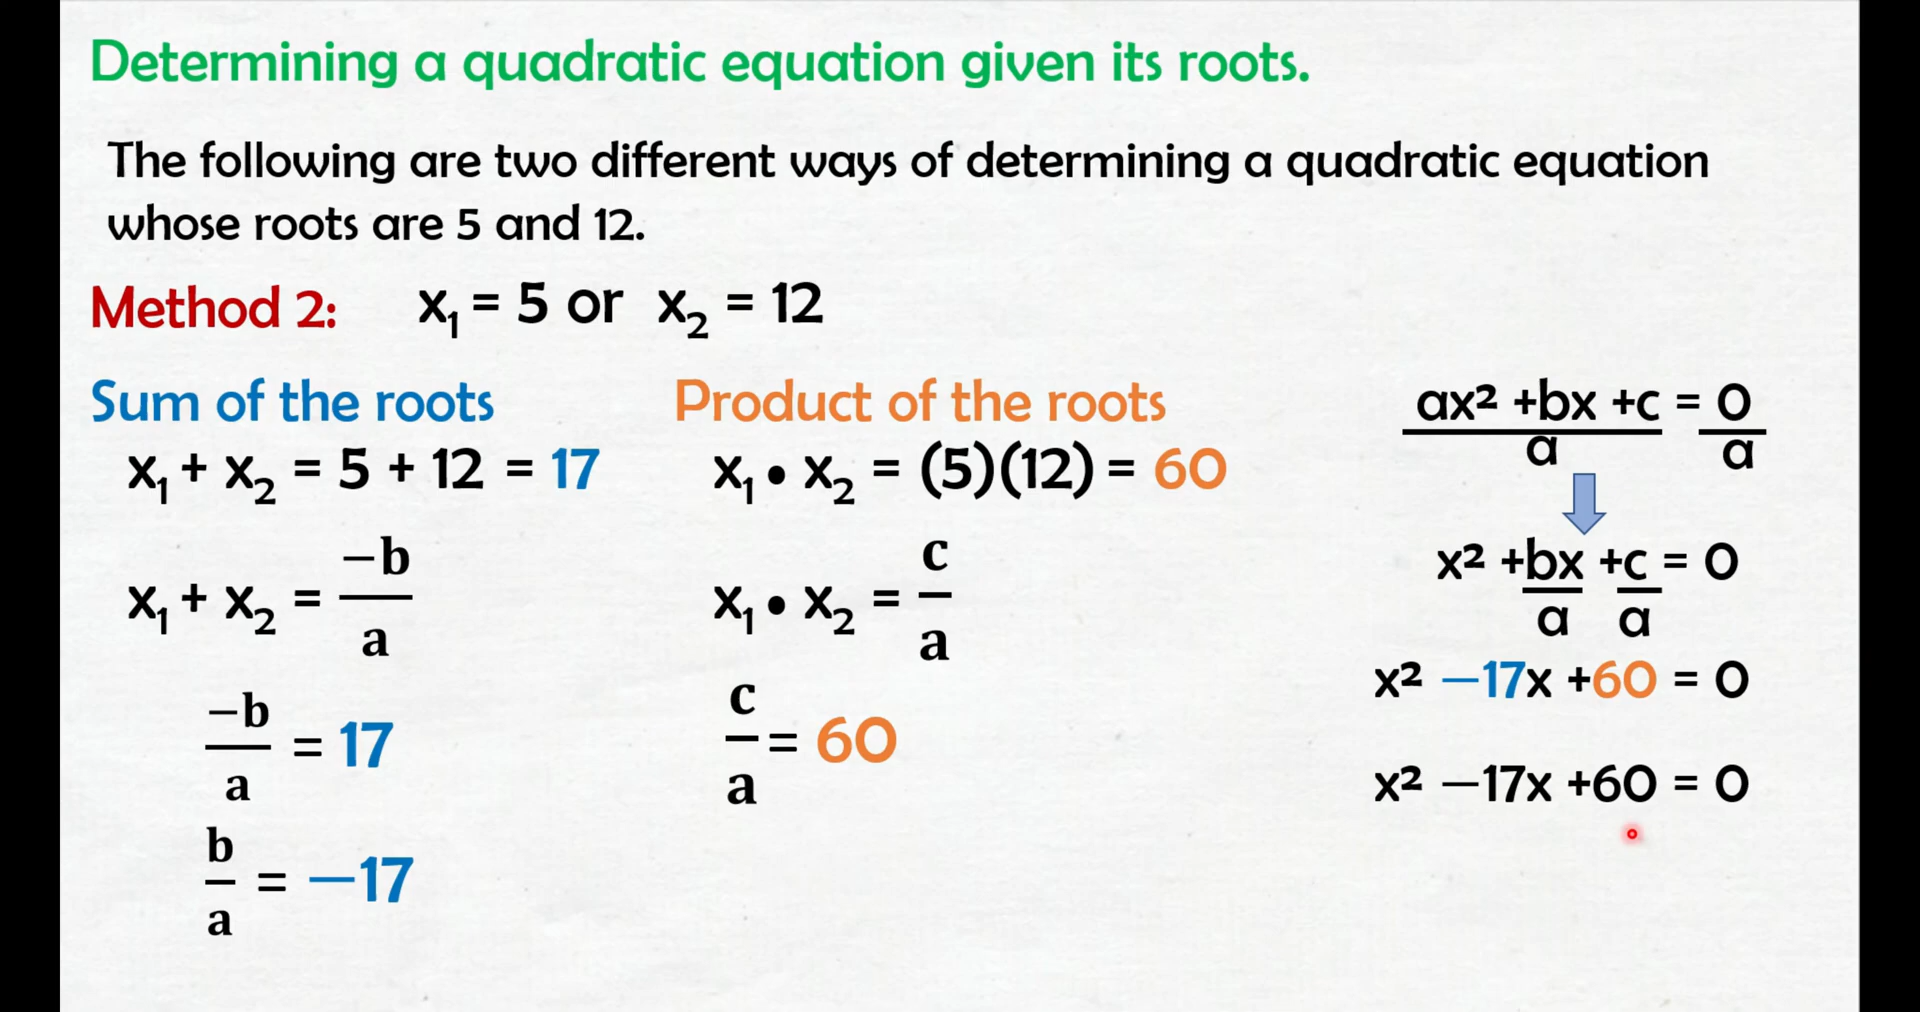 Determining a quadratic equation given its roots.
The following are two different ways of determining a quadratic equation
whose roots are 5 and 12.
Method 2: x₁ = 5 or x₂ = 12
Sum of the roots
x₁ + x₂ = 5 + 12 = 17
x₁ + x₂ = −b/a
−b/a = 17
b/a = −17
Product of the roots
x₁ • x₂ = (5)(12) = 60
x₁ • x₂ = c/a
c/a = 60
ax² +bx +c = 0
a a
x² +bx +c = 0
a a
x² −17x +60 = 0
x² −17x +60 = 0